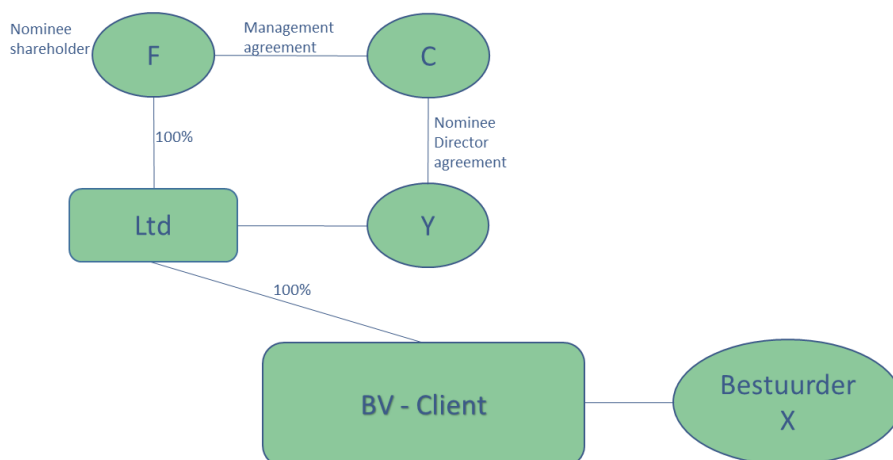 Nominee
shareholder
F
Management
agreement
C
100%
Nominee
Director
agreement
Ltd
Y
100%
BV - Client
Bestuurder
X